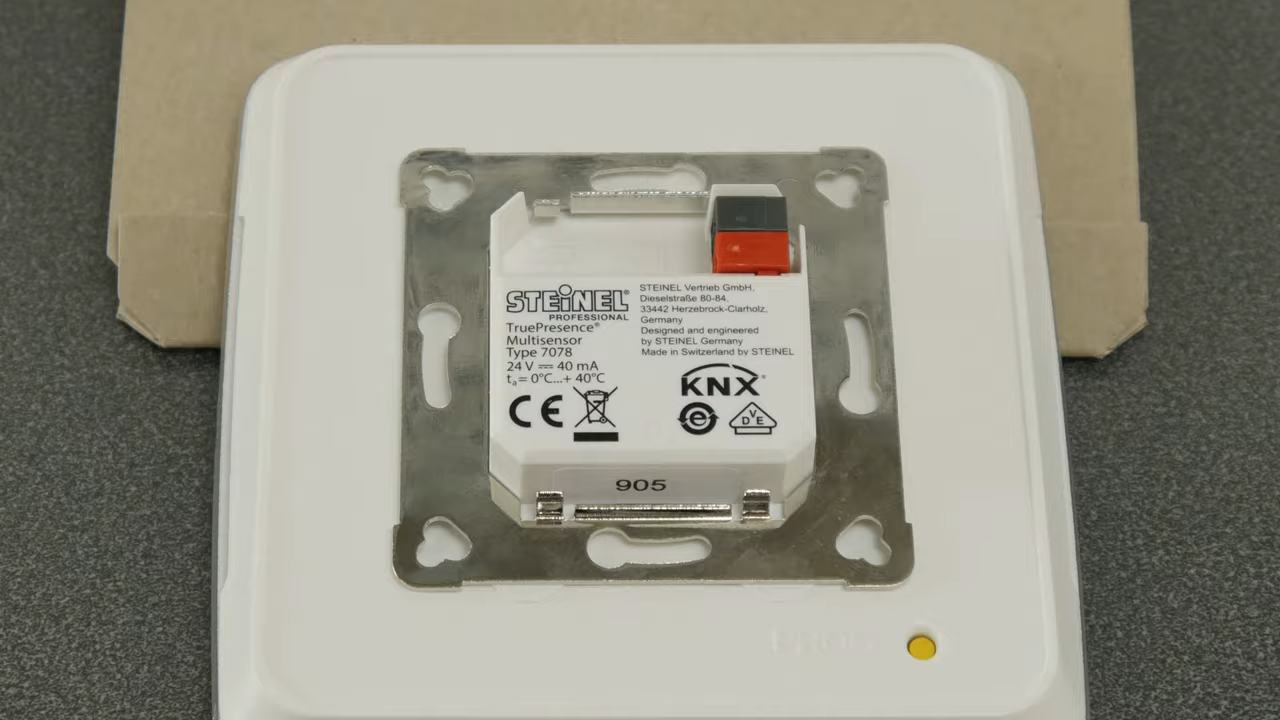 STEINEL®
PROFESSIONAL
TruePresence®
Multisensor
Type 7078
24 V ⎓ 40 mA
ta= 0°C...+ 40°C
CE
STEINEL Vertrieb GmbH,
Dieselstraße 80-84,
33442 Herzebrock-Clarholz,
Germany
Designed and engineered
by STEINEL Germany
Made in Switzerland by STEINEL
KNX®
e
DVE
905